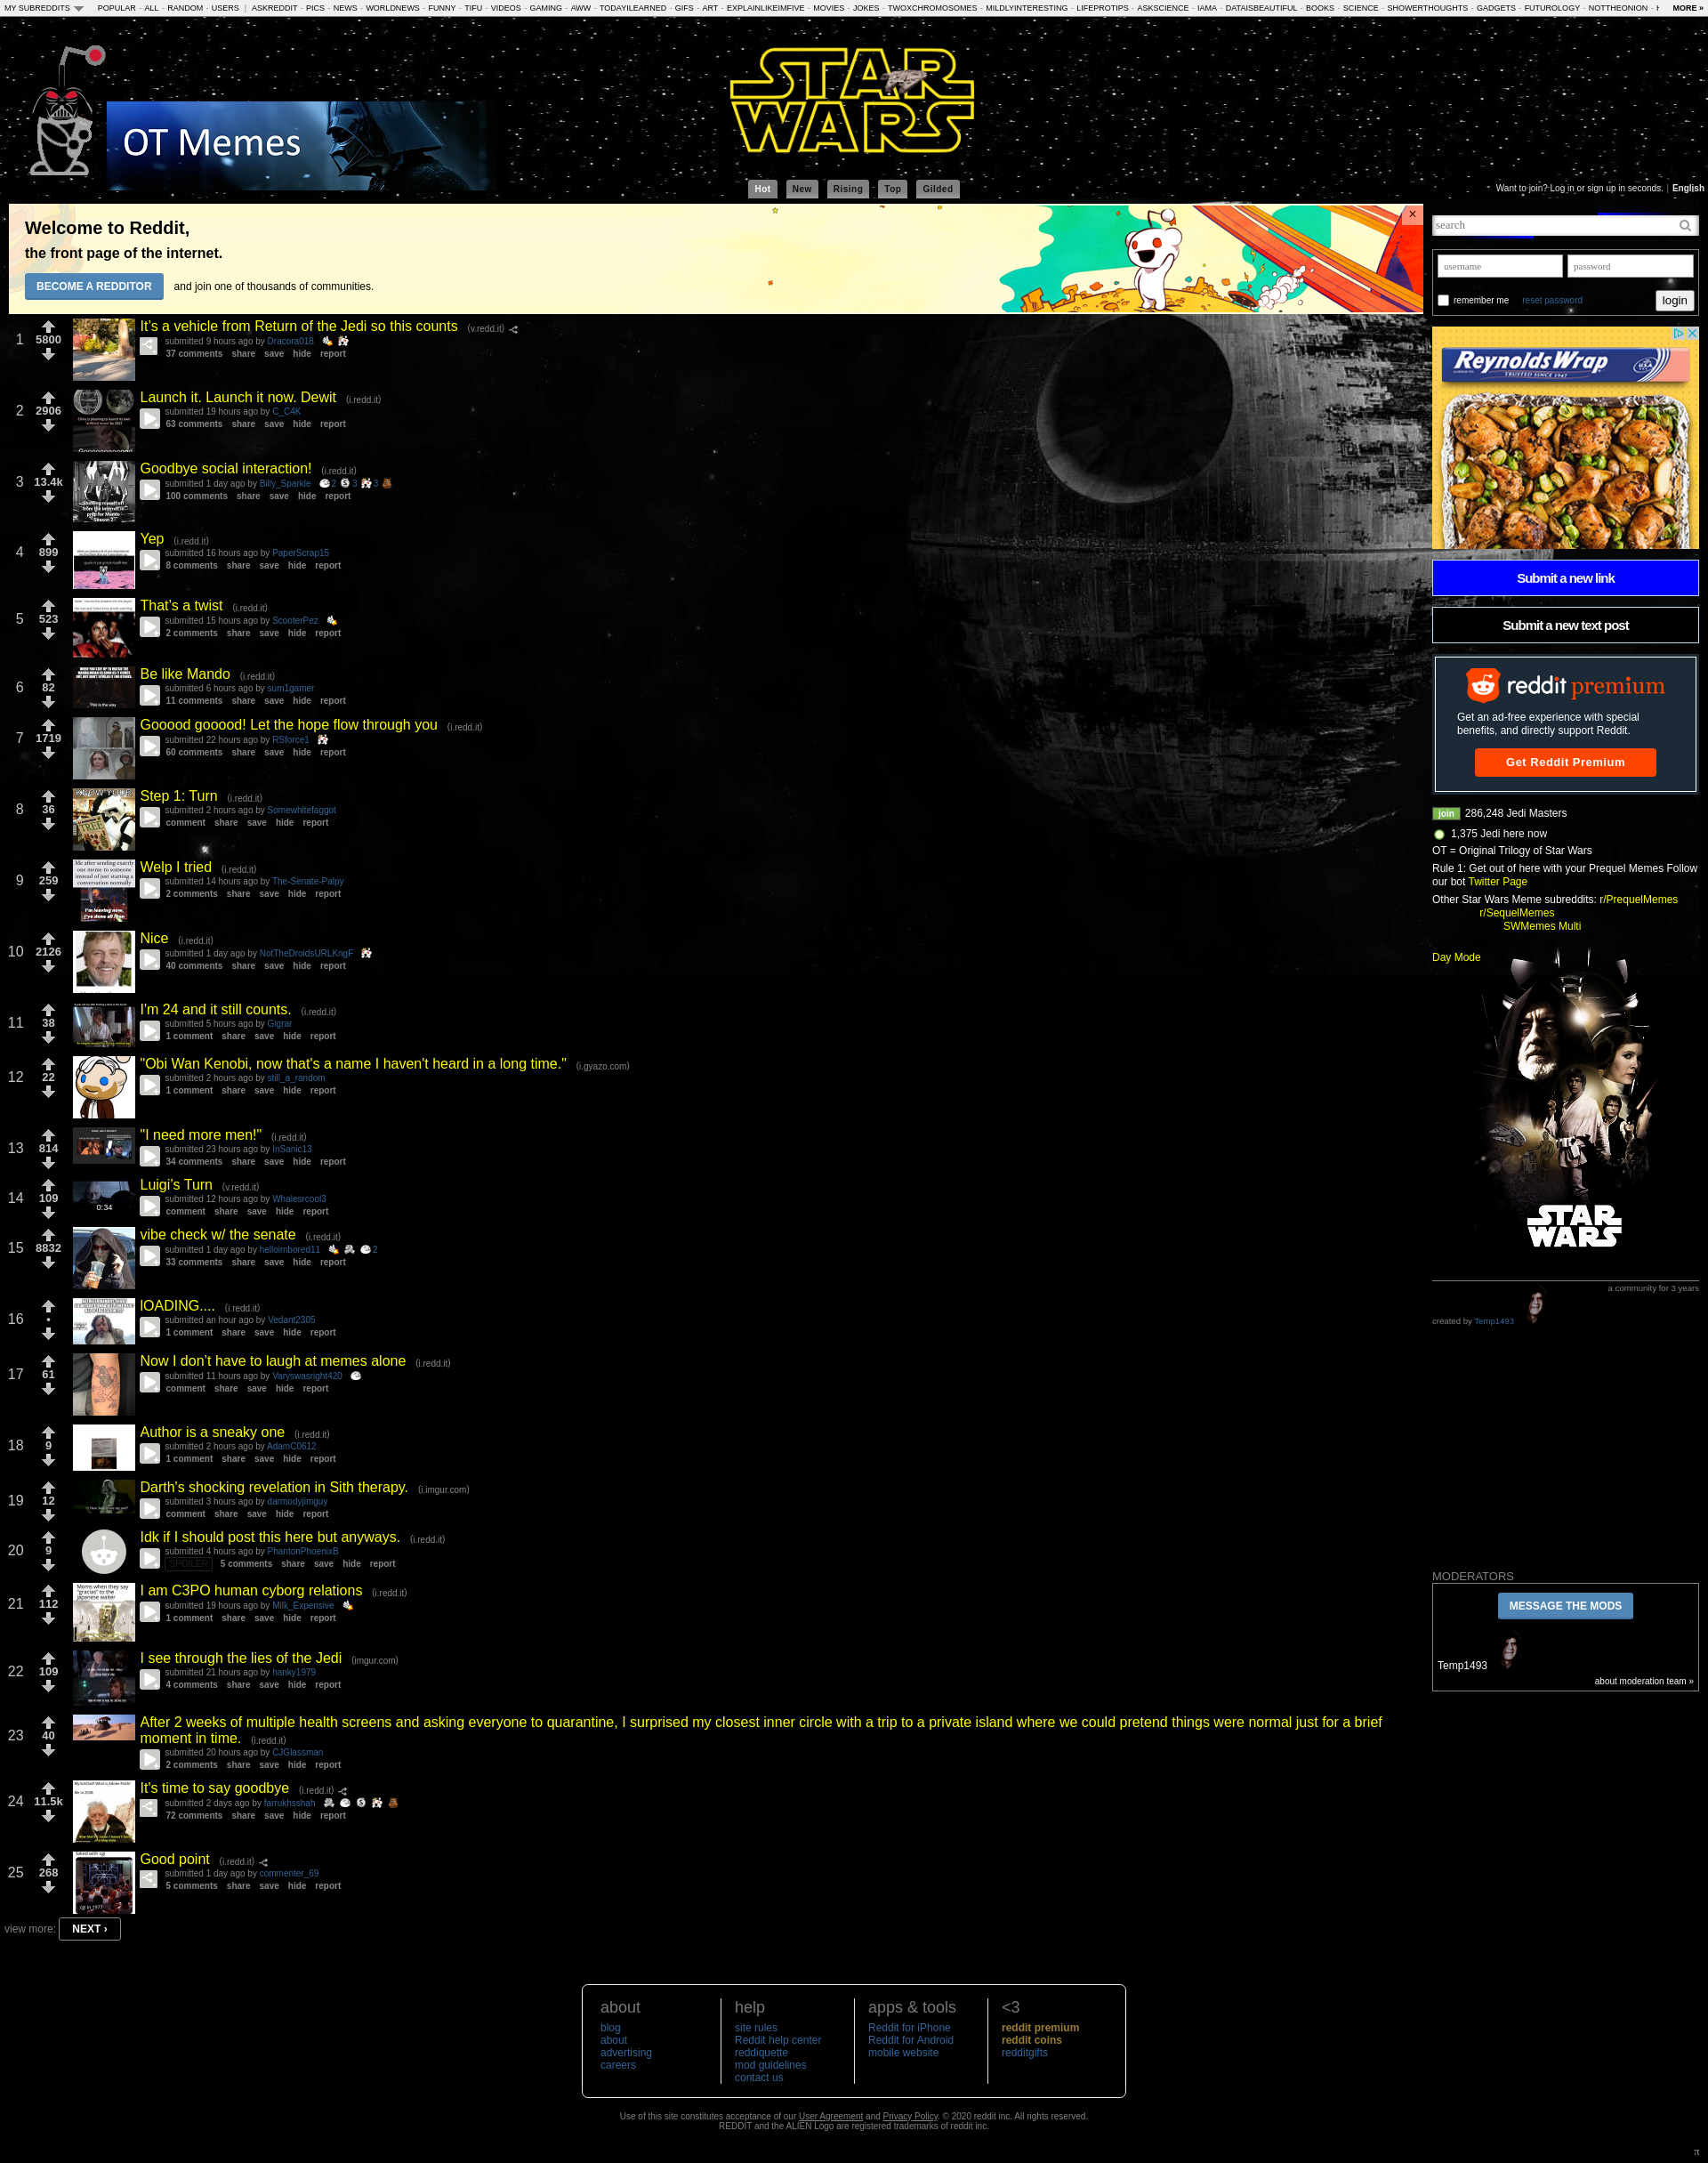 MY SUBREDDITS POPULAR - ALL - RANDOM - USERS | ASKREDDIT - PICS - NEWS - WORLDNEWS - FUNNY - TIFU - VIDEOS - GAMING - AWW - TODAYILEARNED - GIFS - ART - EXPLAINLIKEIMFIVE - MOVIES - JOKES - TWOXCHROMOSOMES - MILDLYINTERESTING - LIFEPROTIPS - ASKSCIENCE - IAMA - DATAISBEAUTIFUL - BOOKS - SCIENCE - SHOWERTHOUGHTS - GADGETS - FUTUROLOGY - NOTTHEONION - MORE »
STAR WARS
OT Memes
Hot New Rising Top Gilded
Want to join? Log in or sign up in seconds. | English
Welcome to Reddit,
the front page of the internet.
BECOME A REDDITOR and join one of thousands of communities.
×
1 5800 It's a vehicle from Return of the Jedi so this counts (v.redd.it)
submitted 9 hours ago by Dracora018
37 comments share save hide report
2 2906 Launch it. Launch it now. Dewit (i.redd.it)
submitted 19 hours ago by C_C4K
63 comments share save hide report
3 13.4k Goodbye social interaction! (i.redd.it)
submitted 1 day ago by Billy_Sparkle 2 3 3
100 comments share save hide report
4 899 Yep (i.redd.it)
submitted 16 hours ago by PaperScrap15
8 comments share save hide report
5 523 That's a twist (i.redd.it)
submitted 15 hours ago by ScooterPez
2 comments share save hide report
6 82 Be like Mando (i.redd.it)
submitted 6 hours ago by sum1gamer
11 comments share save hide report
This is the way
7 1719 Gooood gooood! Let the hope flow through you (i.redd.it)
submitted 22 hours ago by RSforce1
60 comments share save hide report
8 36 Step 1: Turn (i.redd.it)
submitted 2 hours ago by Somewhitefaggot
comment share save hide report
9 259 Welp I tried (i.redd.it)
submitted 14 hours ago by The-Senate-Palpy
2 comments share save hide report
Me after sending exactly
one meme to someone
instead of just starting a
conversation normally
I'm leaving now,
I've done all I can
10 2126 Nice (i.redd.it)
submitted 1 day ago by NotTheDroidsURLKngF
40 comments share save hide report
11 38 I'm 24 and it still counts. (i.redd.it)
submitted 5 hours ago by Gigrar
1 comment share save hide report
12 22 "Obi Wan Kenobi, now that's a name I haven't heard in a long time." (i.gyazo.com)
submitted 2 hours ago by still_a_random
1 comment share save hide report
13 814 "I need more men!" (i.redd.it)
submitted 23 hours ago by InSanic13
34 comments share save hide report
14 109 Luigi's Turn (v.redd.it)
submitted 12 hours ago by Whalesrcool3
comment share save hide report
0:34
15 8832 vibe check w/ the senate (i.redd.it)
submitted 1 day ago by helloimbored11 2
33 comments share save hide report
16 • lOADING.... (i.redd.it)
submitted an hour ago by Vedant2305
1 comment share save hide report
17 61 Now I don't have to laugh at memes alone (i.redd.it)
submitted 11 hours ago by Varyswasright420
comment share save hide report
18 9 Author is a sneaky one (i.redd.it)
submitted 2 hours ago by AdamC0612
1 comment share save hide report
19 12 Darth's shocking revelation in Sith therapy. (i.imgur.com)
submitted 3 hours ago by darmodyjimguy
comment share save hide report
20 9 Idk if I should post this here but anyways. (i.redd.it)
submitted 4 hours ago by PhantonPhoenixB
SPOILER 5 comments share save hide report
21 112 I am C3PO human cyborg relations (i.redd.it)
submitted 19 hours ago by Milk_Expensive
1 comment share save hide report
Moms when they say
"gracias" to the
Japanese waiter
22 109 I see through the lies of the Jedi (imgur.com)
submitted 21 hours ago by hanky1979
4 comments share save hide report
23 40 After 2 weeks of multiple health screens and asking everyone to quarantine, I surprised my closest inner circle with a trip to a private island where we could pretend things were normal just for a brief
moment in time. (i.redd.it)
submitted 20 hours ago by CJGlassman
2 comments share save hide report
24 11.5k It's time to say goodbye (i.redd.it)
submitted 2 days ago by farrukhsshah
72 comments share save hide report
25 268 Good point (i.redd.it)
submitted 1 day ago by commenter_69
5 comments share save hide report
view more: NEXT ›
search
username password
remember me reset password login
Reynolds Wrap
TRUSTED SINCE 1947
Submit a new link
Submit a new text post
reddit premium
Get an ad-free experience with special
benefits, and directly support Reddit.
Get Reddit Premium
join 286,248 Jedi Masters
1,375 Jedi here now
OT = Original Trilogy of Star Wars
Rule 1: Get out of here with your Prequel Memes Follow
our bot Twitter Page
Other Star Wars Meme subreddits: r/PrequelMemes
r/SequelMemes
SWMemes Multi
Day Mode
STAR WARS
a community for 3 years
created by Temp1493
MODERATORS
MESSAGE THE MODS
Temp1493
about moderation team »
about help apps & tools <3
blog site rules Reddit for iPhone reddit premium
about Reddit help center Reddit for Android reddit coins
advertising reddiquette mobile website redditgifts
careers mod guidelines
contact us
Use of this site constitutes acceptance of our User Agreement and Privacy Policy. © 2020 reddit inc. All rights reserved.
REDDIT and the ALIEN Logo are registered trademarks of reddit inc.
π